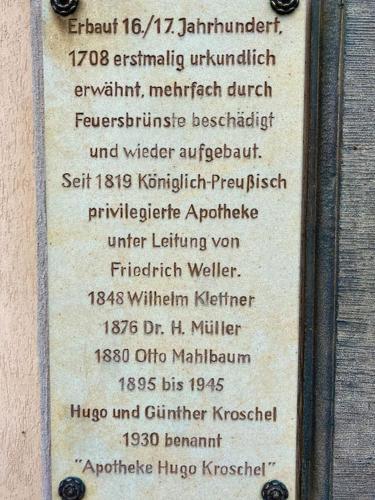 Erbaut 16./17. Jahrhundert,
1708 erstmalig urkundlich
erwähnt, mehrfach durch
Feuersbrünste beschädigt
und wieder aufgebaut.
Seit 1819 Königlich-Preußisch
privilegierte Apotheke
unter Leitung von
Friedrich Weller.
1848 Wilhelm Klettner
1876 Dr. H. Müller
1880 Otto Mahlbaum
1895 bis 1945
Hugo und Günther Kroschel
1930 benannt
"Apotheke Hugo Kroschel"